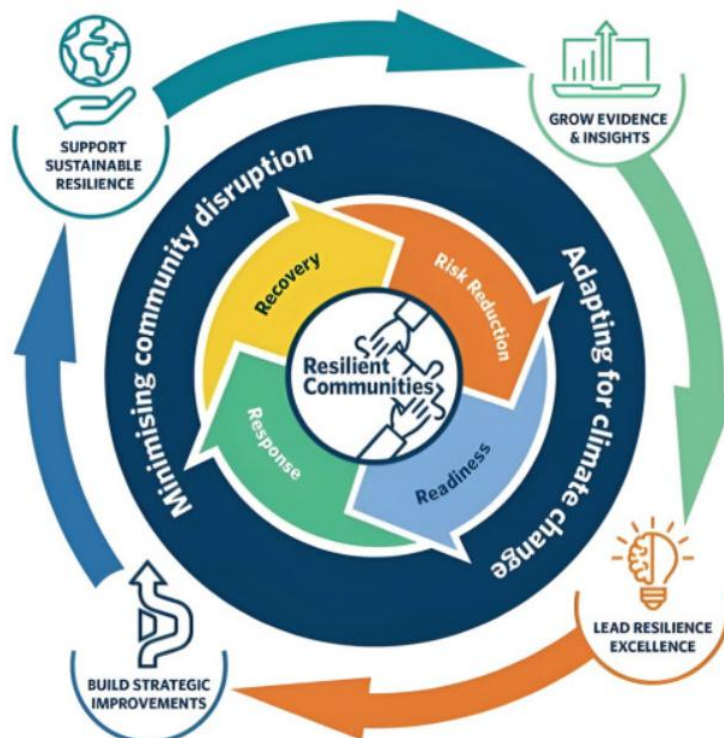 SUPPORT
SUSTAINABLE
RESILIENCE
GROW EVIDENCE
& INSIGHTS
Minimising community disruption
Adapting for climate change
Recovery
Risk Reduction
Resilient
Communities
Response
Readiness
LEAD RESILIENCE
EXCELLENCE
BUILD STRATEGIC
IMPROVEMENTS